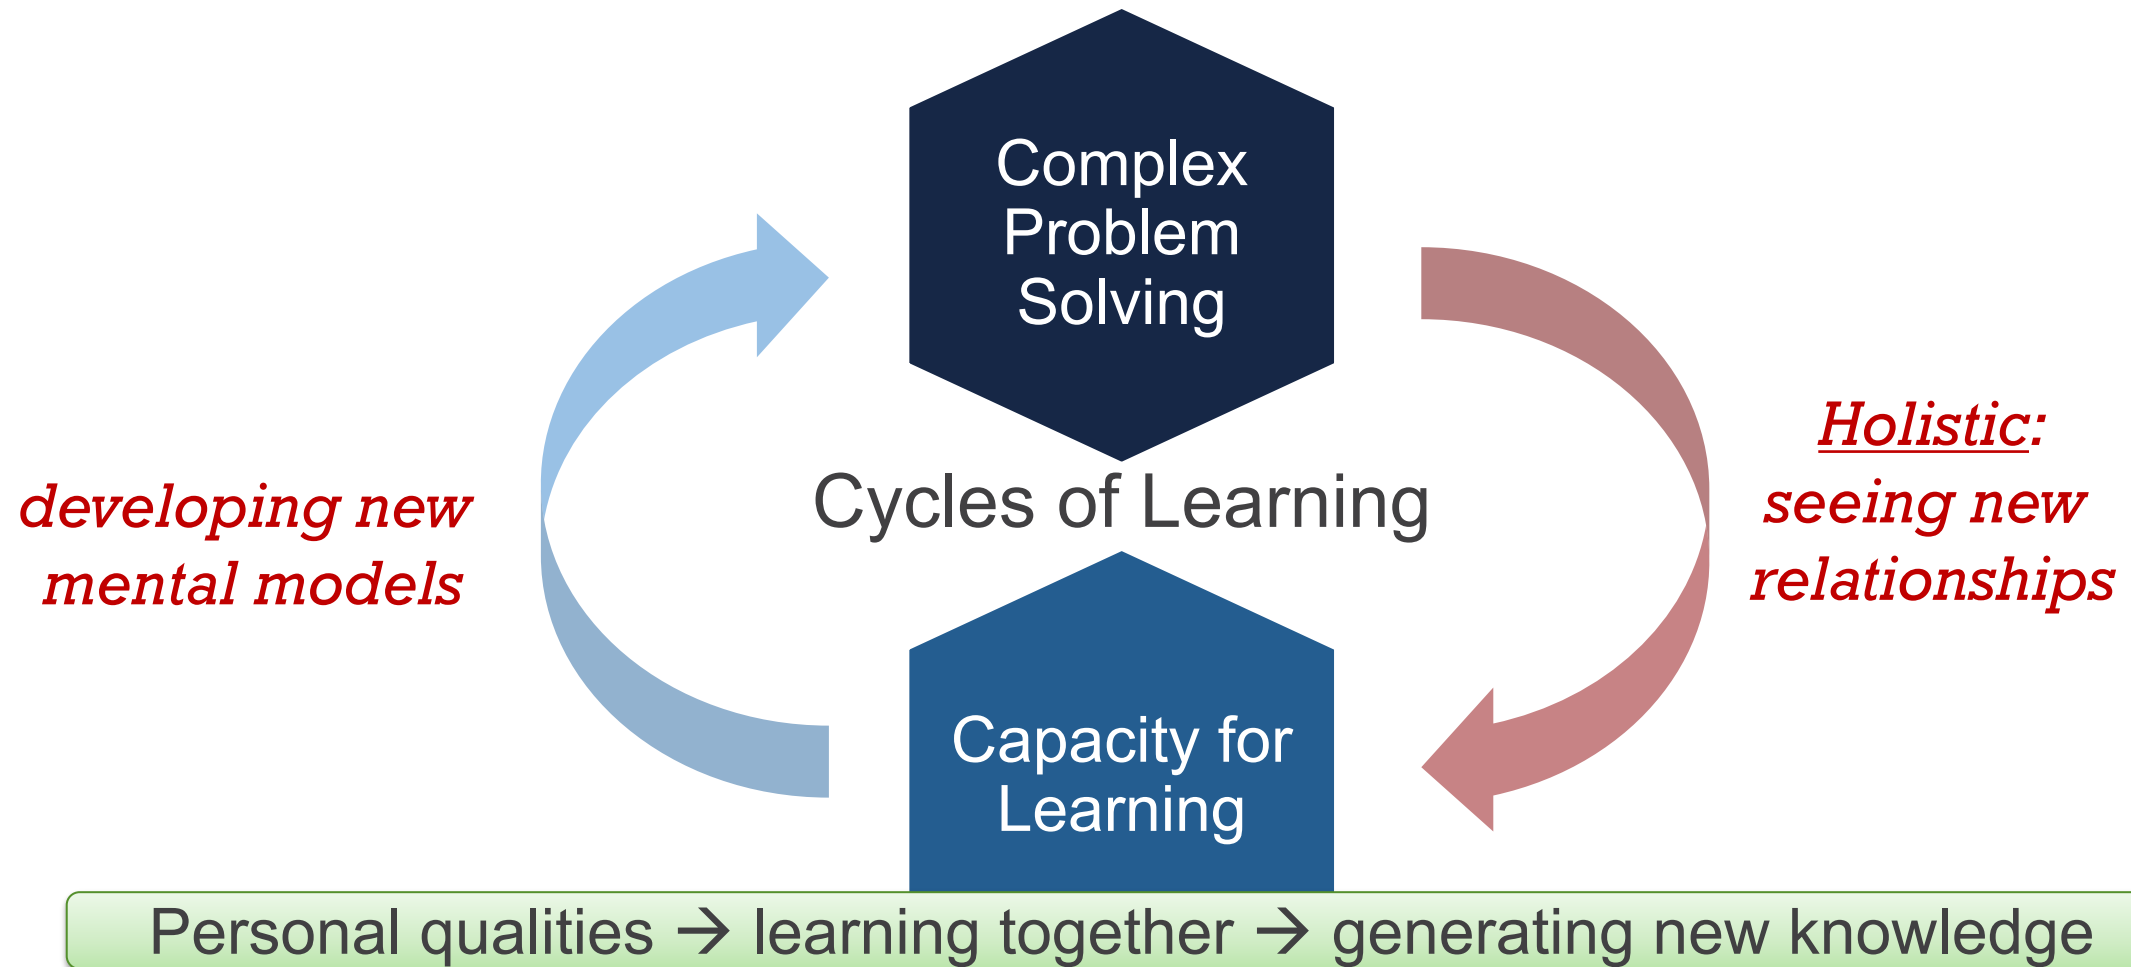 Complex
Problem
Solving
developing new
mental models
Cycles of Learning
Holistic:
seeing new
relationships
Capacity for
Learning
Personal qualities → learning together → generating new knowledge